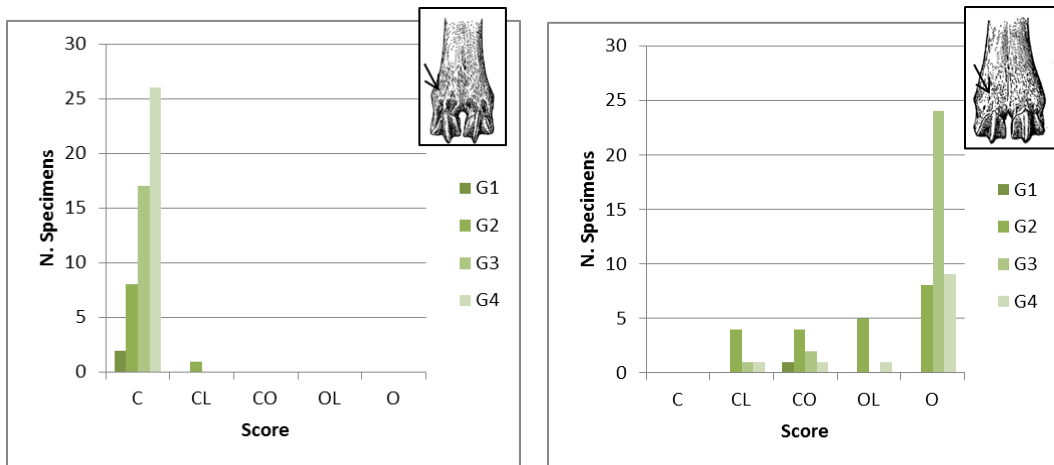 30
25
20
15
10
5
0
N. Specimens
C CL CO OL O
Score
G1
G2
G3
G4
30
25
20
15
10
5
0
N. Specimens
C CL CO OL O
Score
G1
G2
G3
G4